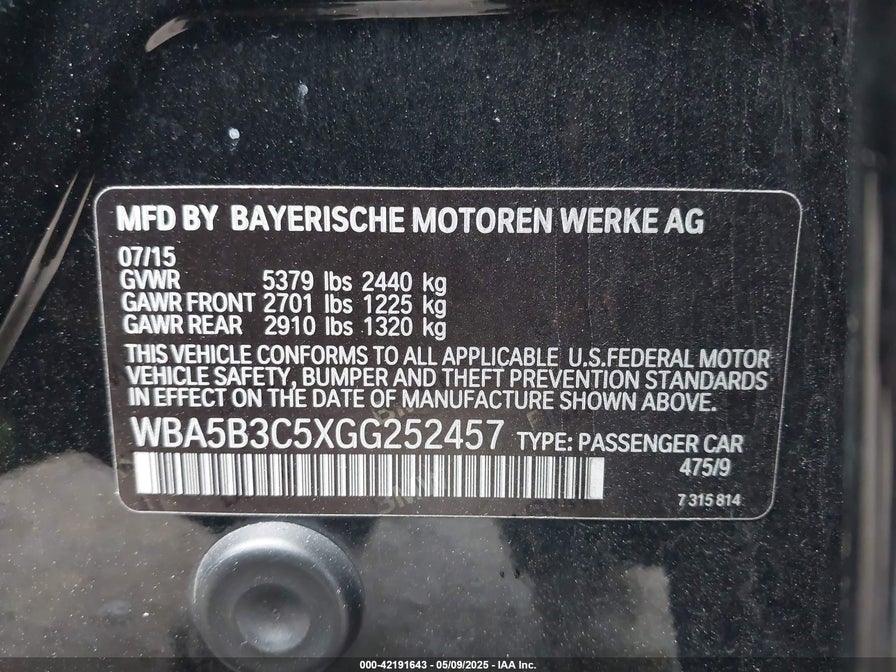 MFD BY BAYERISCHE MOTOREN WERKE AG
07/15
GVWR 5379 lbs 2440 kg
GAWR FRONT 2701 lbs 1225 kg
GAWR REAR 2910 lbs 1320 kg
THIS VEHICLE CONFORMS TO ALL APPLICABLE U.S.FEDERAL MOTOR
VEHICLE SAFETY, BUMPER AND THEFT PREVENTION STANDARDS
IN EFFECT ON THE DATE OF MANUFACTURE SHOWN ABOVE.
WBA5B3C5XGG252457 TYPE: PASSENGER CAR
475/9
7 315 814
000-42191643 - 05/09/2025 - IAA Inc.